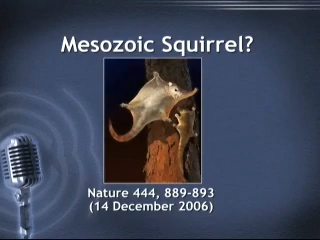 Mesozoic Squirrel?
Nature 444, 889-893
(14 December 2006)